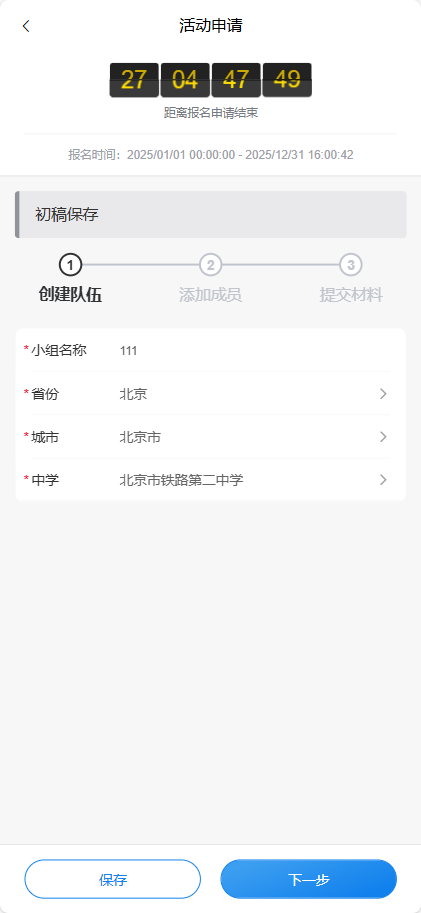 活动申请
27 04 47 49
距离报名申请结束
报名时间：2025/01/01 00:00:00 - 2025/12/31 16:00:42
初稿保存
1 2 3
创建队伍 添加成员 提交材料
*小组名称 111
*省份 北京
*城市 北京市
*中学 北京市铁路第二中学
保存 下一步